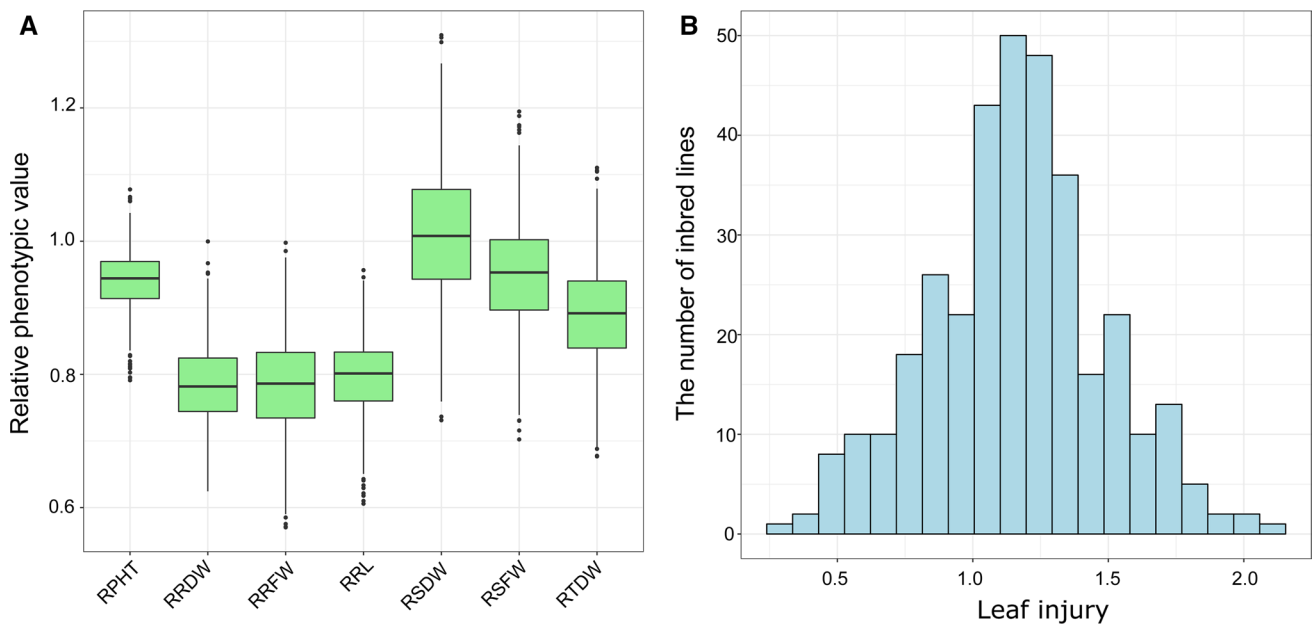 A
Relative phenotypic value
1.2
1.0
0.8
0.6
RPHT
RRDW
RRFW
RRL
RSDW
RSFW
RTDW
B
The number of inbred lines
50
40
30
20
10
0
0.5
1.0
1.5
2.0
Leaf injury